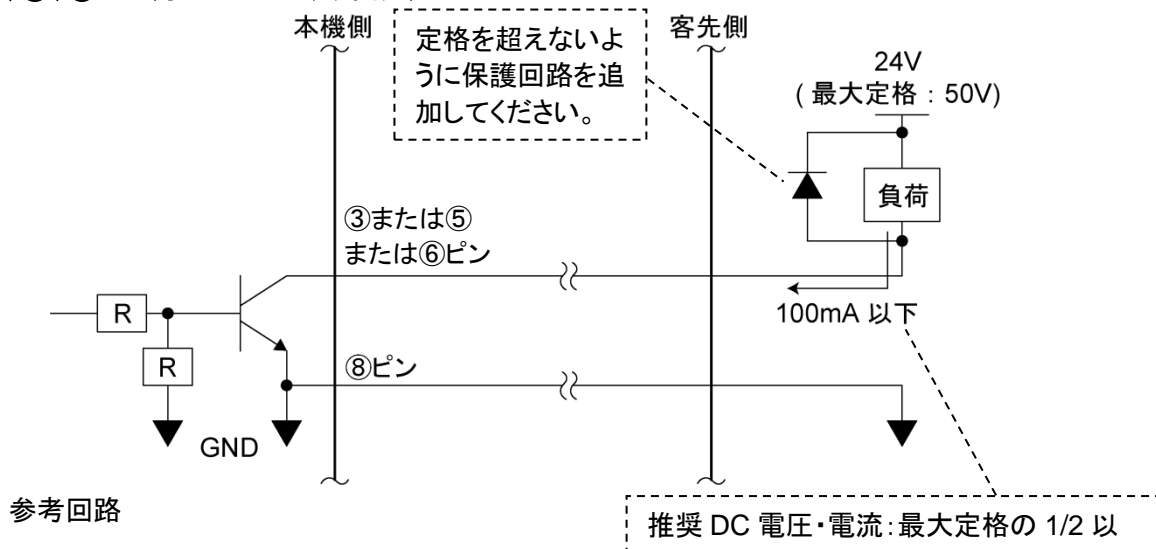 本機側
客先側
定格を超えないよ
うに保護回路を追
加してください。
24V
( 最大定格 : 50V)
負荷
③または⑤
または⑥ピン
100mA 以下
R
R
⑧ピン
GND
参考回路
推奨 DC 電圧・電流:最大定格の 1/2 以